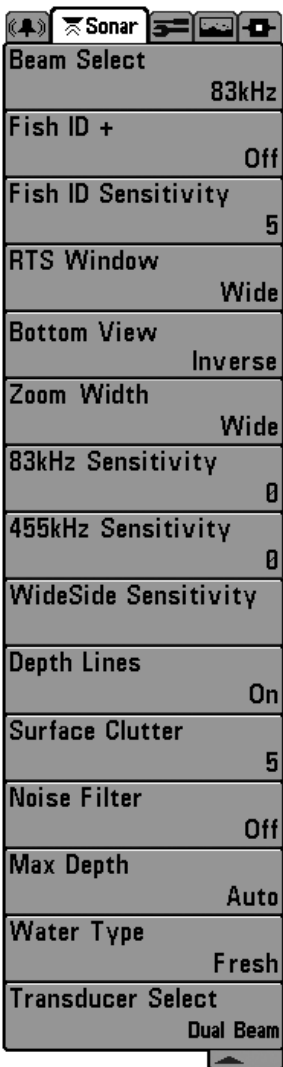 Sonar
Beam Select
83kHz
Fish ID +
Off
Fish ID Sensitivity
5
RTS Window
Wide
Bottom View
Inverse
Zoom Width
Wide
83kHz Sensitivity
0
455kHz Sensitivity
0
WideSide Sensitivity
Depth Lines
On
Surface Clutter
5
Noise Filter
Off
Max Depth
Auto
Water Type
Fresh
Transducer Select
Dual Beam